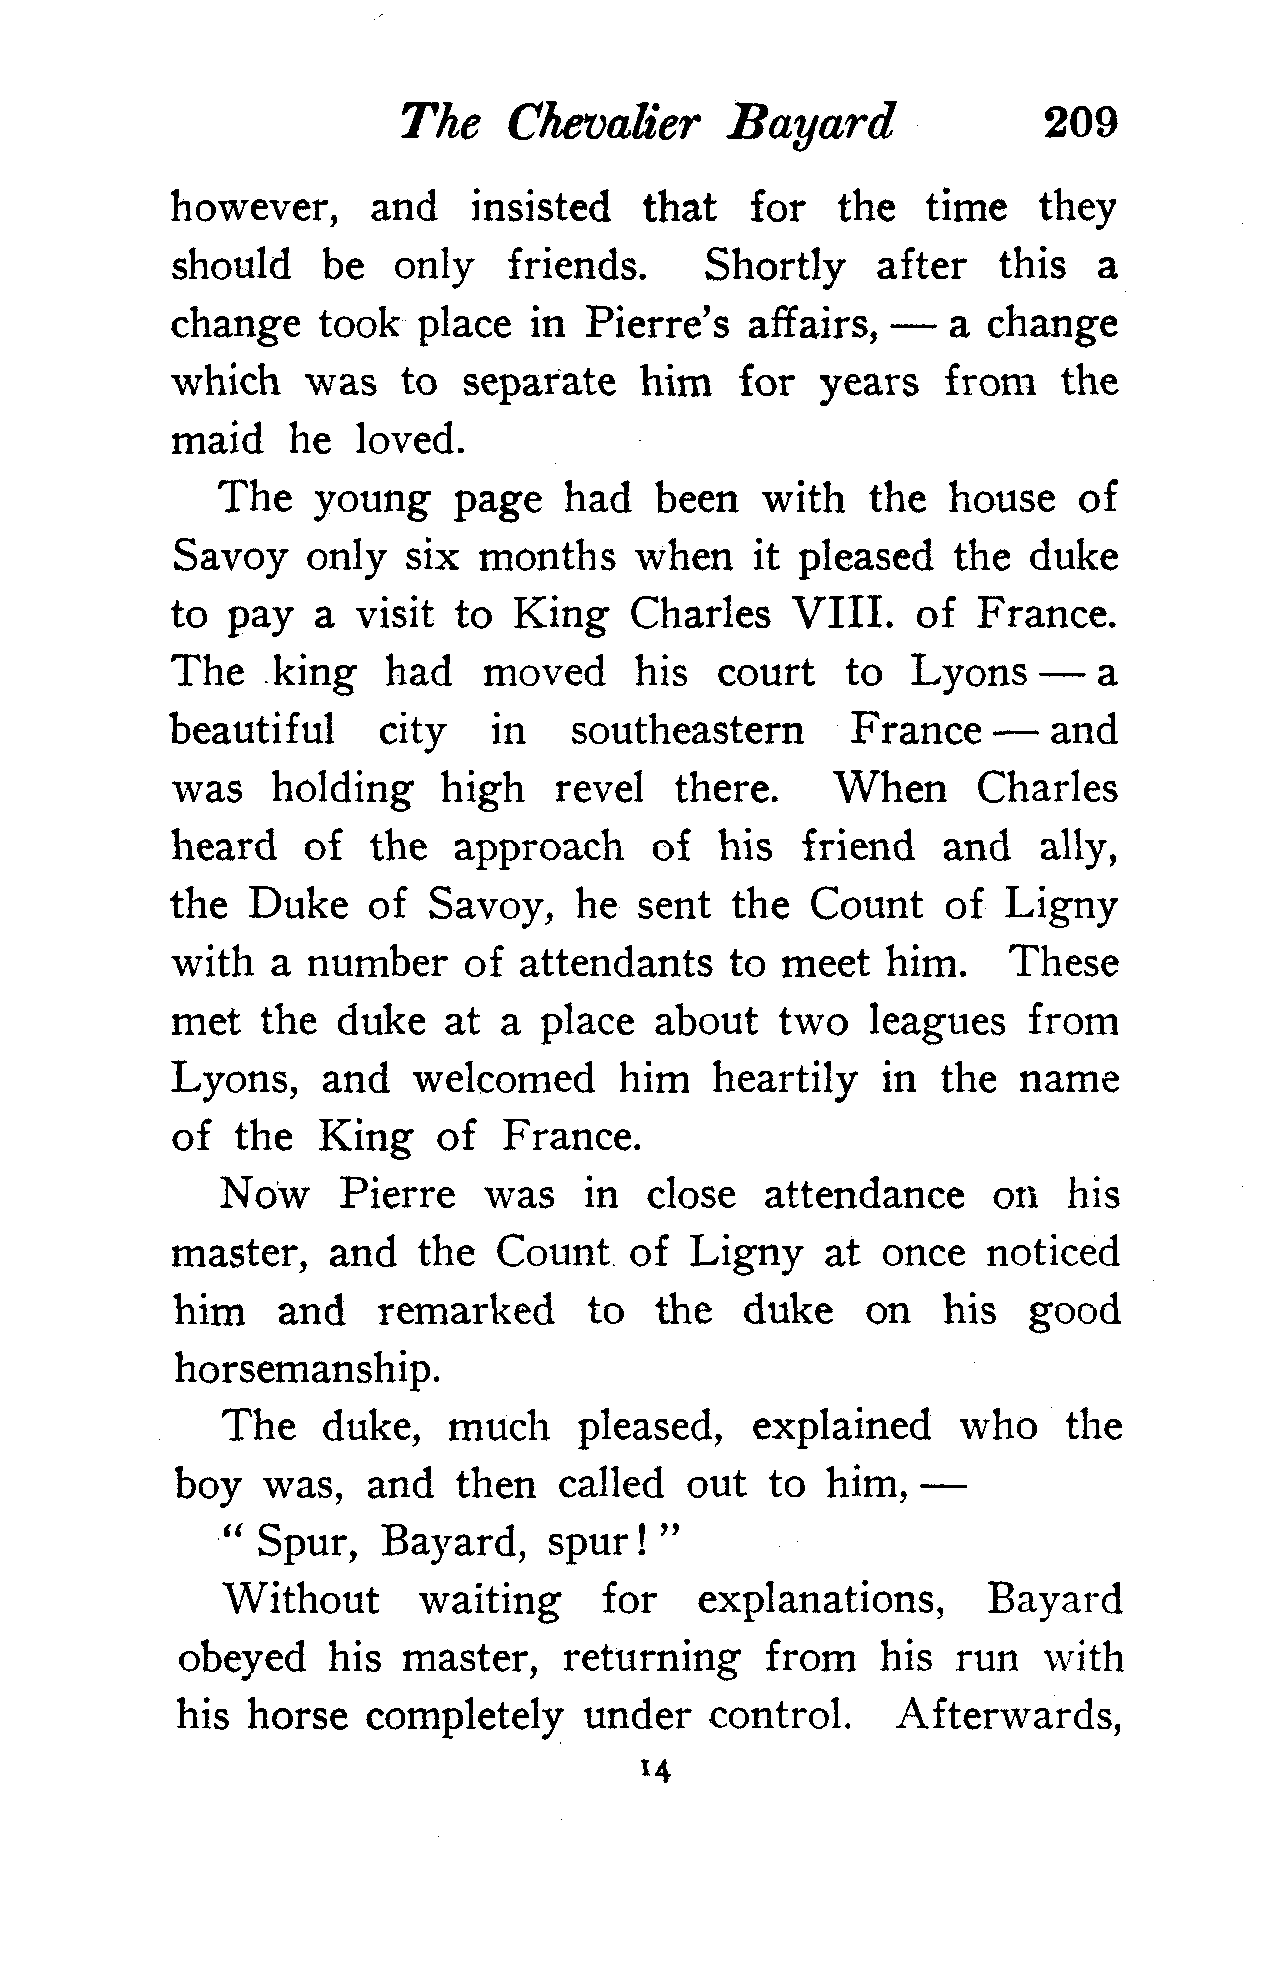 The Chevalier Bayard 209
however, and insisted that for the time they
should be only friends. Shortly after this a
change took place in Pierre's affairs, — a change
which was to separate him for years from the
maid he loved.
The young page had been with the house of
Savoy only six months when it pleased the duke
to pay a visit to King Charles VIII. of France.
The king had moved his court to Lyons — a
beautiful city in southeastern France — and
was holding high revel there. When Charles
heard of the approach of his friend and ally,
the Duke of Savoy, he sent the Count of Ligny
with a number of attendants to meet him. These
met the duke at a place about two leagues from
Lyons, and welcomed him heartily in the name
of the King of France.
Now Pierre was in close attendance on his
master, and the Count of Ligny at once noticed
him and remarked to the duke on his good
horsemanship.
The duke, much pleased, explained who the
boy was, and then called out to him, —
" Spur, Bayard, spur! "
Without waiting for explanations, Bayard
obeyed his master, returning from his run with
his horse completely under control. Afterwards,
14